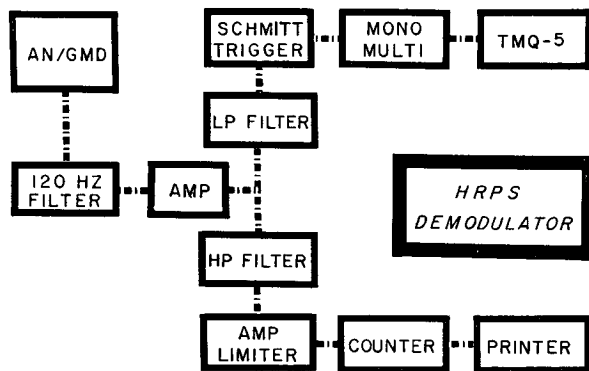 AN/GMD
SCHMITT
TRIGGER
MONO
MULTI
TMQ-5
LP FILTER
120 HZ
FILTER
AMP
HRPS
DEMODULATOR
HP FILTER
AMP
LIMITER
COUNTER
PRINTER